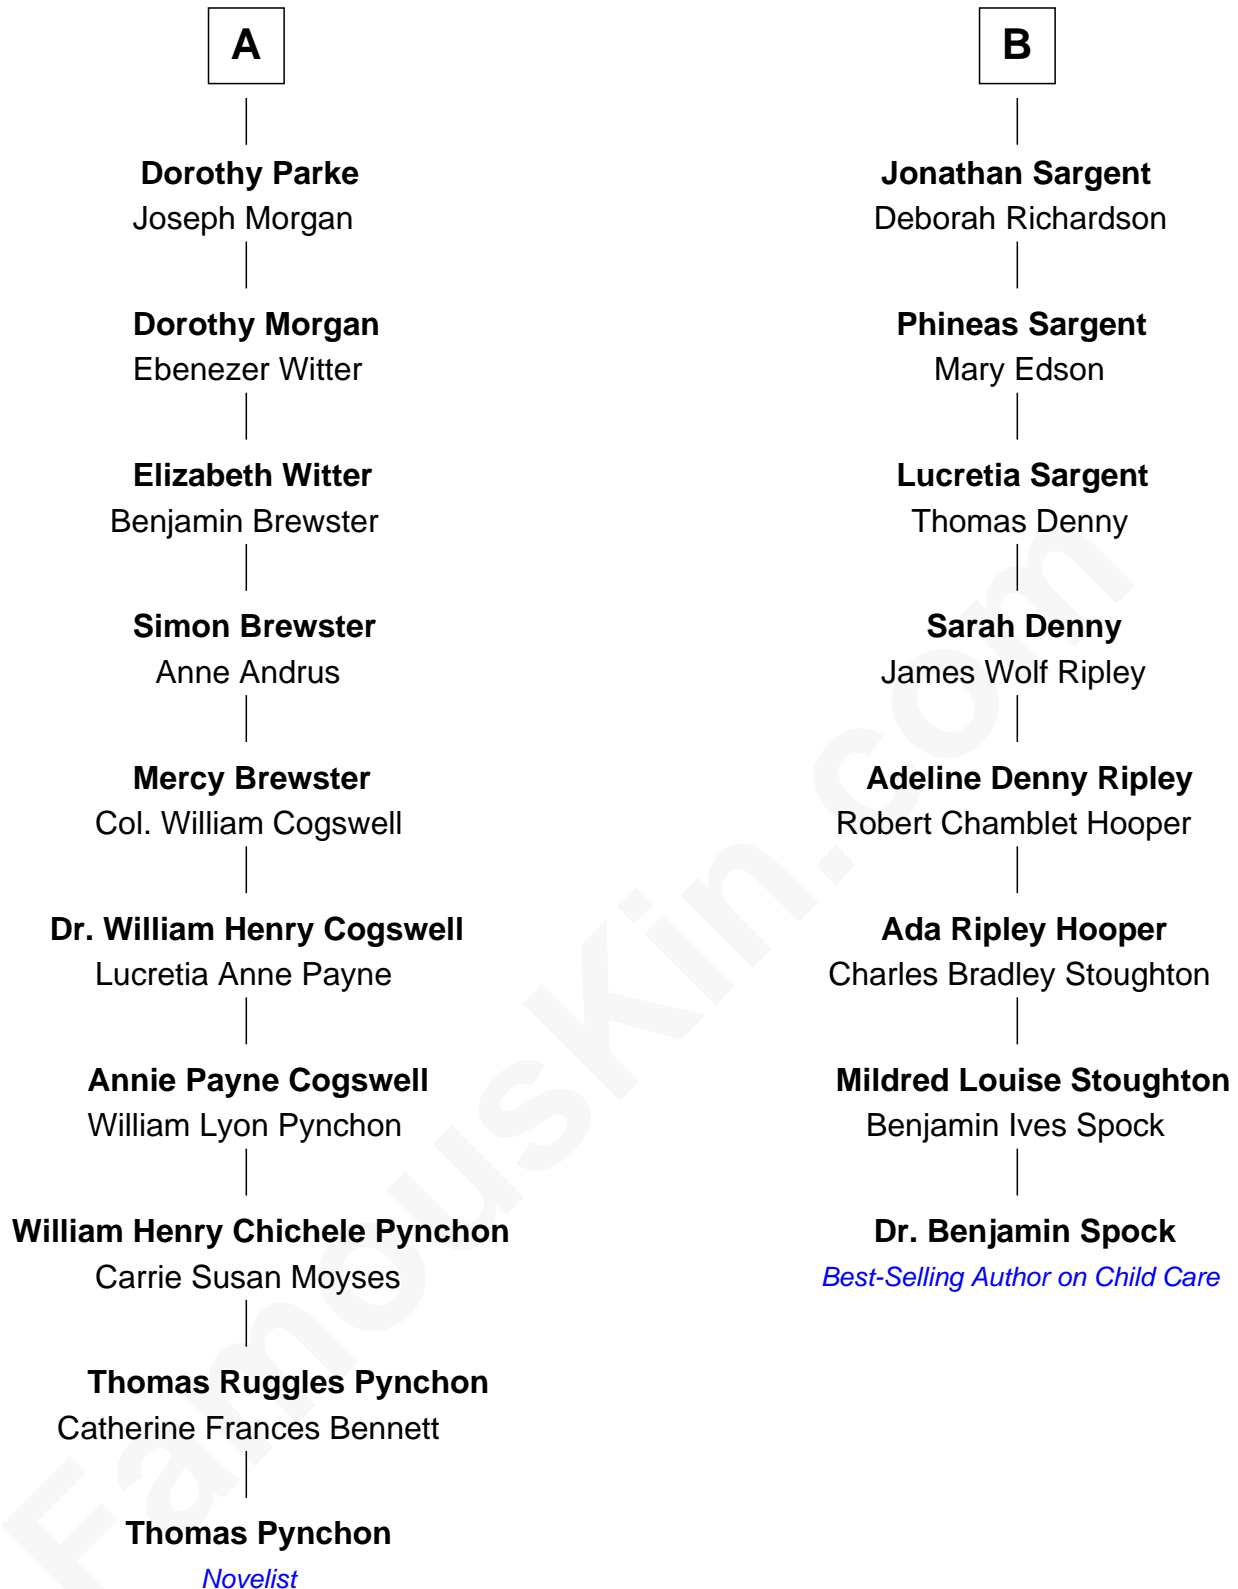 A
Dorothy Parke
Joseph Morgan
Dorothy Morgan
Ebenezer Witter
Elizabeth Witter
Benjamin Brewster
Simon Brewster
Anne Andrus
Mercy Brewster
Col. William Cogswell
Dr. William Henry Cogswell
Lucretia Anne Payne
Annie Payne Cogswell
William Lyon Pynchon
William Henry Chichele Pynchon
Carrie Susan Moyses
Thomas Ruggles Pynchon
Catherine Frances Bennett
Thomas Pynchon
Novelist
B
Jonathan Sargent
Deborah Richardson
Phineas Sargent
Mary Edson
Lucretia Sargent
Thomas Denny
Sarah Denny
James Wolf Ripley
Adeline Denny Ripley
Robert Chamblet Hooper
Ada Ripley Hooper
Charles Bradley Stoughton
Mildred Louise Stoughton
Benjamin Ives Spock
Dr. Benjamin Spock
Best-Selling Author on Child Care
FamousKin.com